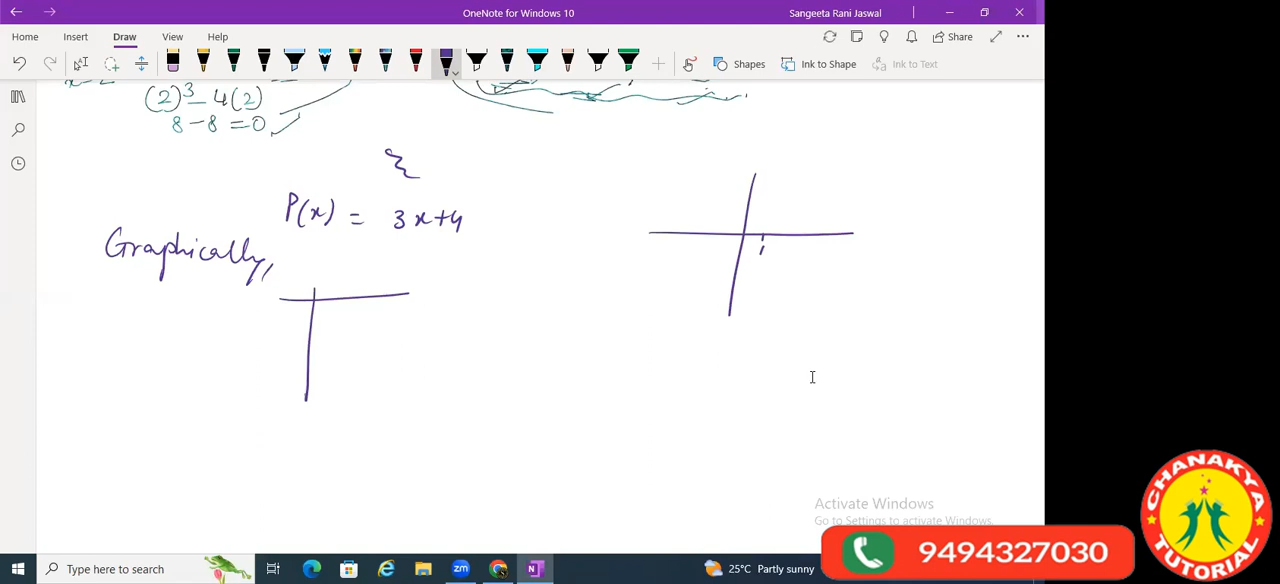 OneNote for Windows 10
Sangeeta Rani Jaswal
Home Insert Draw View Help
Share
Shapes
Ink to Shape
Ink to Text
(2)³ - 4(2)
8 - 8 = 0
P(x) = 3x+4
Graphically,
1
Activate Windows
Go to Settings to activate Windows.
9494327030
CHANAKYA
TUTORIAL
Type here to search
25°C Partly sunny